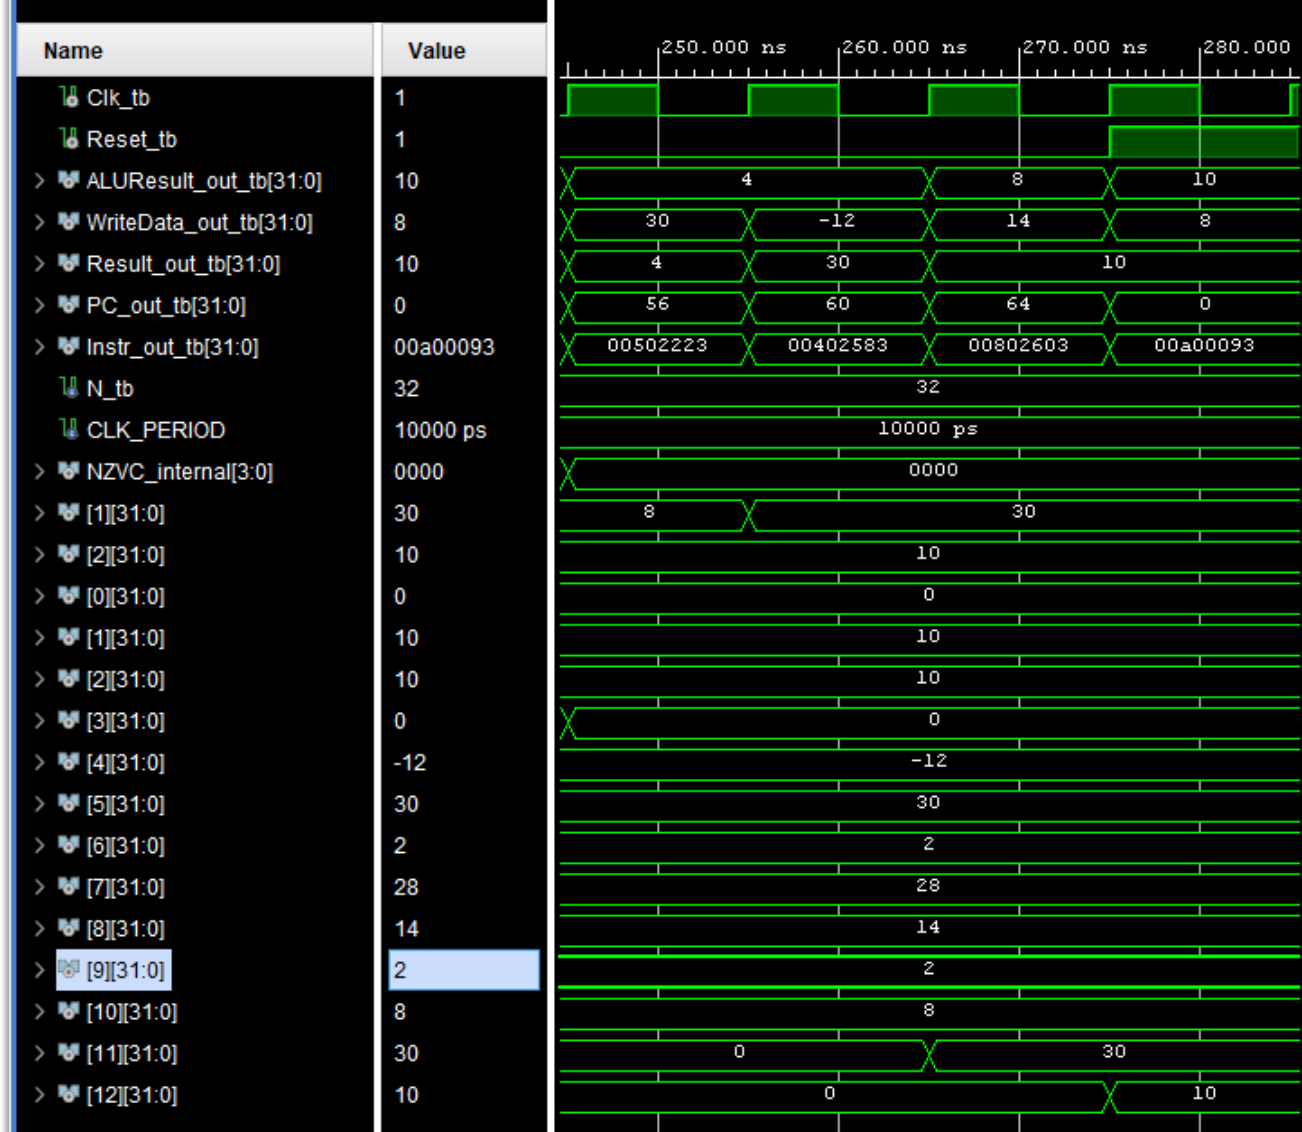 Name Value 250.000 ns 260.000 ns 270.000 ns 280.000
Clk_tb 1
Reset_tb 1
ALUResult_out_tb[31:0] 10 4 8 10
WriteData_out_tb[31:0] 8 30 -12 14 8
Result_out_tb[31:0] 10 4 30 10
PC_out_tb[31:0] 0 56 60 64 0
Instr_out_tb[31:0] 00a00093 00502223 00402583 00802603 00a00093
N_tb 32 32
CLK_PERIOD 10000 ps 10000 ps
NZVC_internal[3:0] 0000 0000
[1][31:0] 30 8 30
[2][31:0] 10 10
[0][31:0] 0 0
[1][31:0] 10 10
[2][31:0] 10 10
[3][31:0] 0 0
[4][31:0] -12 -12
[5][31:0] 30 30
[6][31:0] 2 2
[7][31:0] 28 28
[8][31:0] 14 14
[9][31:0] 2 2
[10][31:0] 8 8
[11][31:0] 30 0 30
[12][31:0] 10 0 10